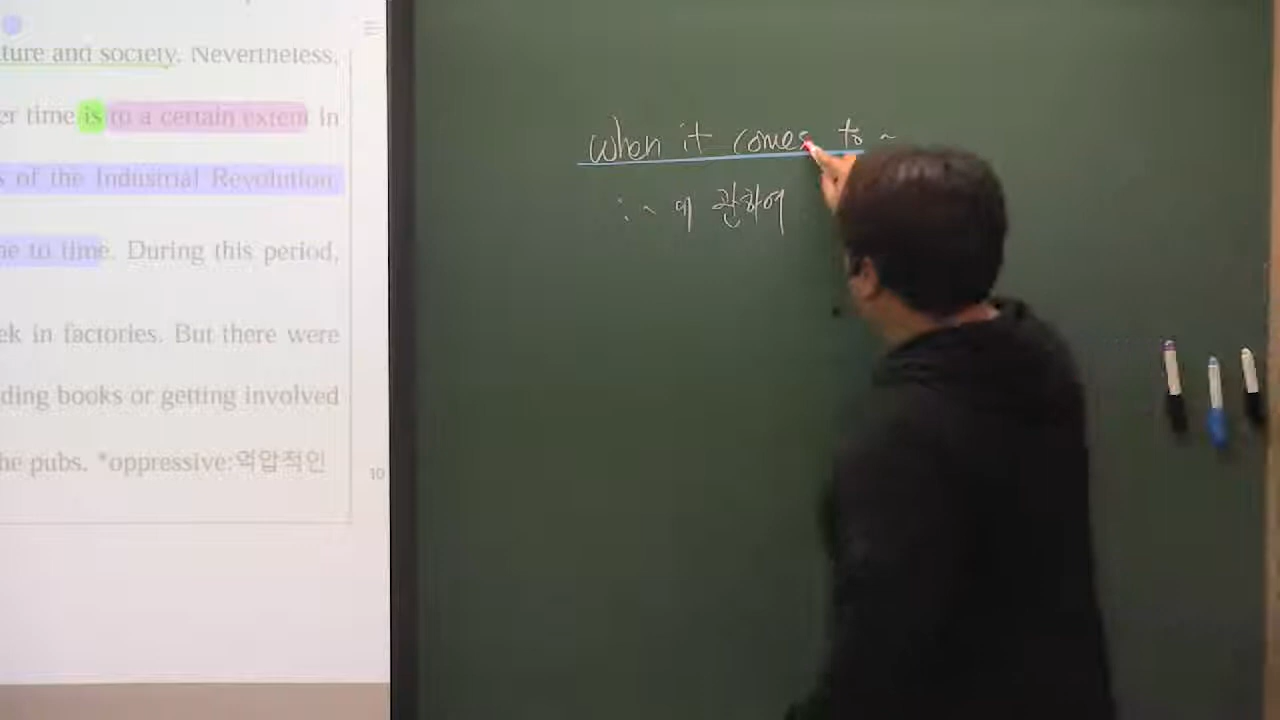 ture and society. Nevertheless,
er time is to a certain extent in
s of the Industrial Revolution,
ne to time. During this period,
ek in factories. But there were
ding books or getting involved
he pubs. *oppressive:억압적인
10
When it comes to ~
: ~ 에 관하여